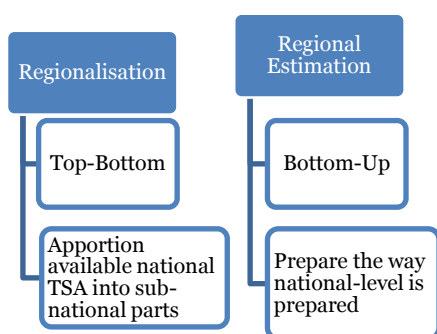 Regionalisation
Top-Bottom
Apportion
available national
TSA into sub-
national parts
Regional
Estimation
Bottom-Up
Prepare the way
national-level is
prepared